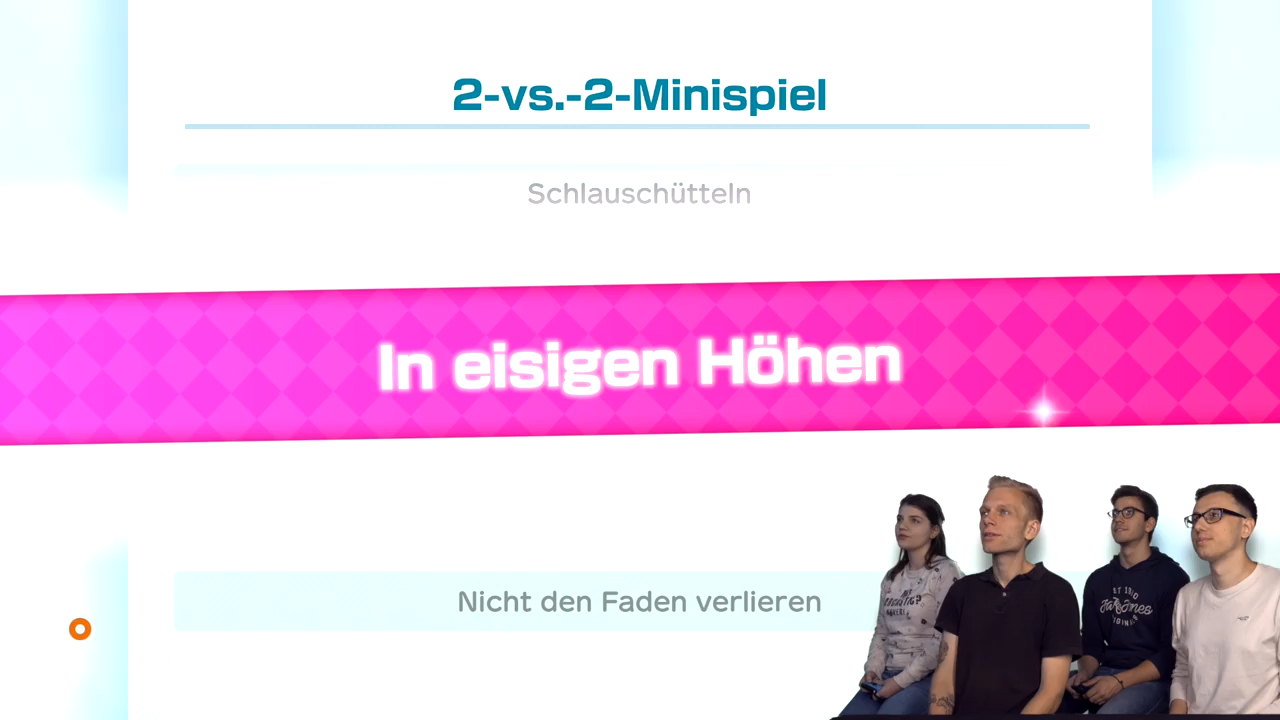 2-vs.-2-Minispiel
Schlauschütteln
In eisigen Höhen
Nicht den Faden verlieren